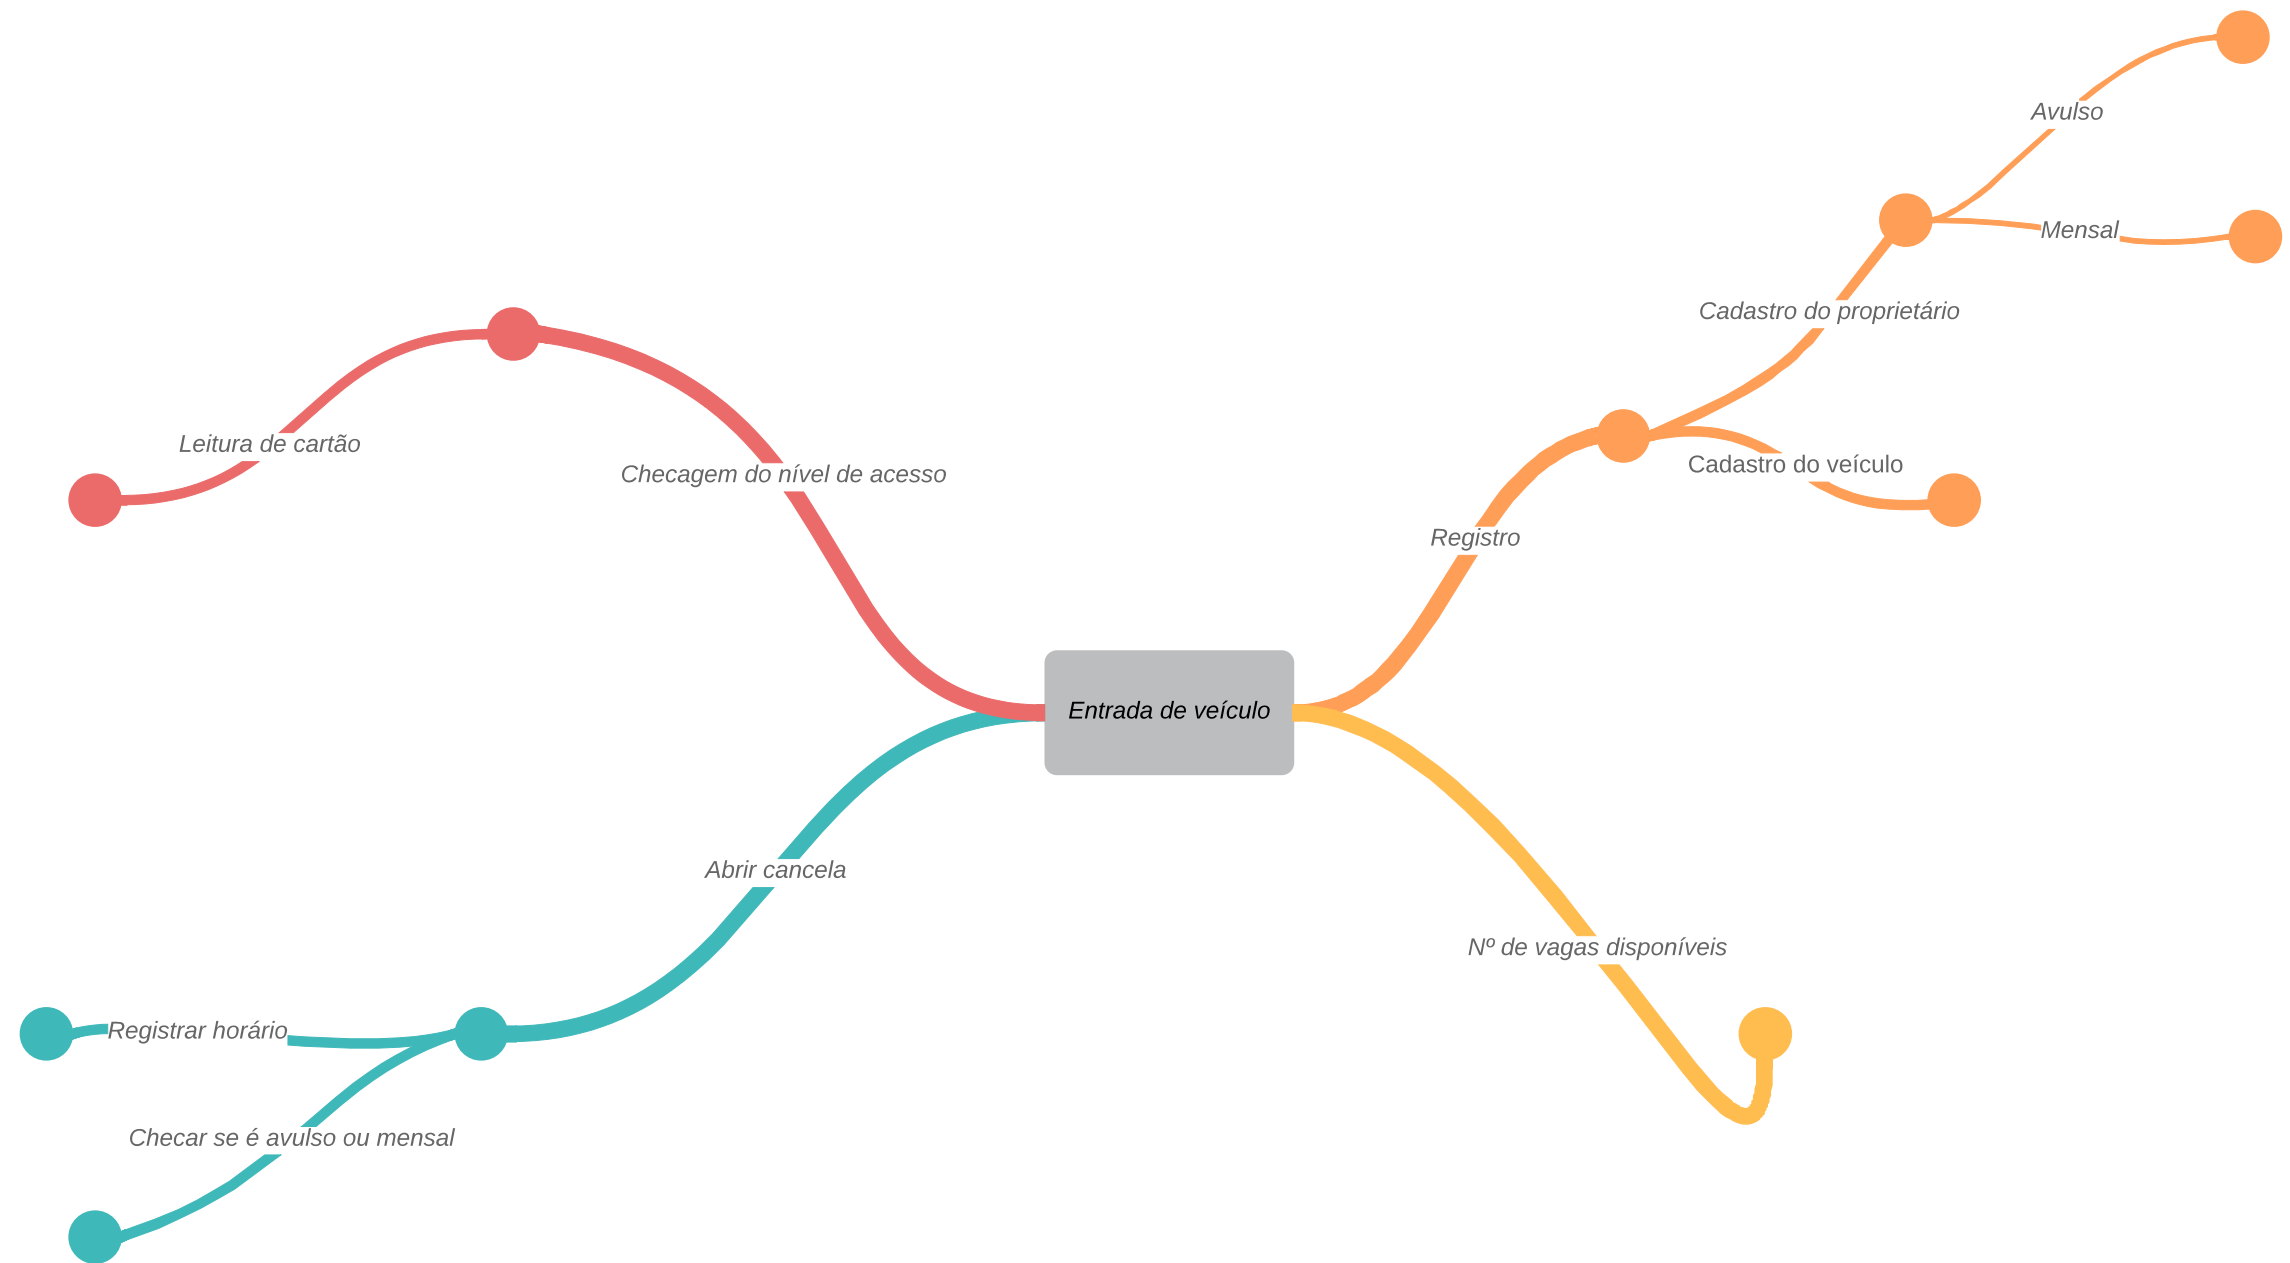 Avulso
Mensal
Cadastro do proprietário
Leitura de cartão
Checagem do nível de acesso
Cadastro do veículo
Registro
Entrada de veículo
Abrir cancela
Nº de vagas disponíveis
Registrar horário
Checar se é avulso ou mensal